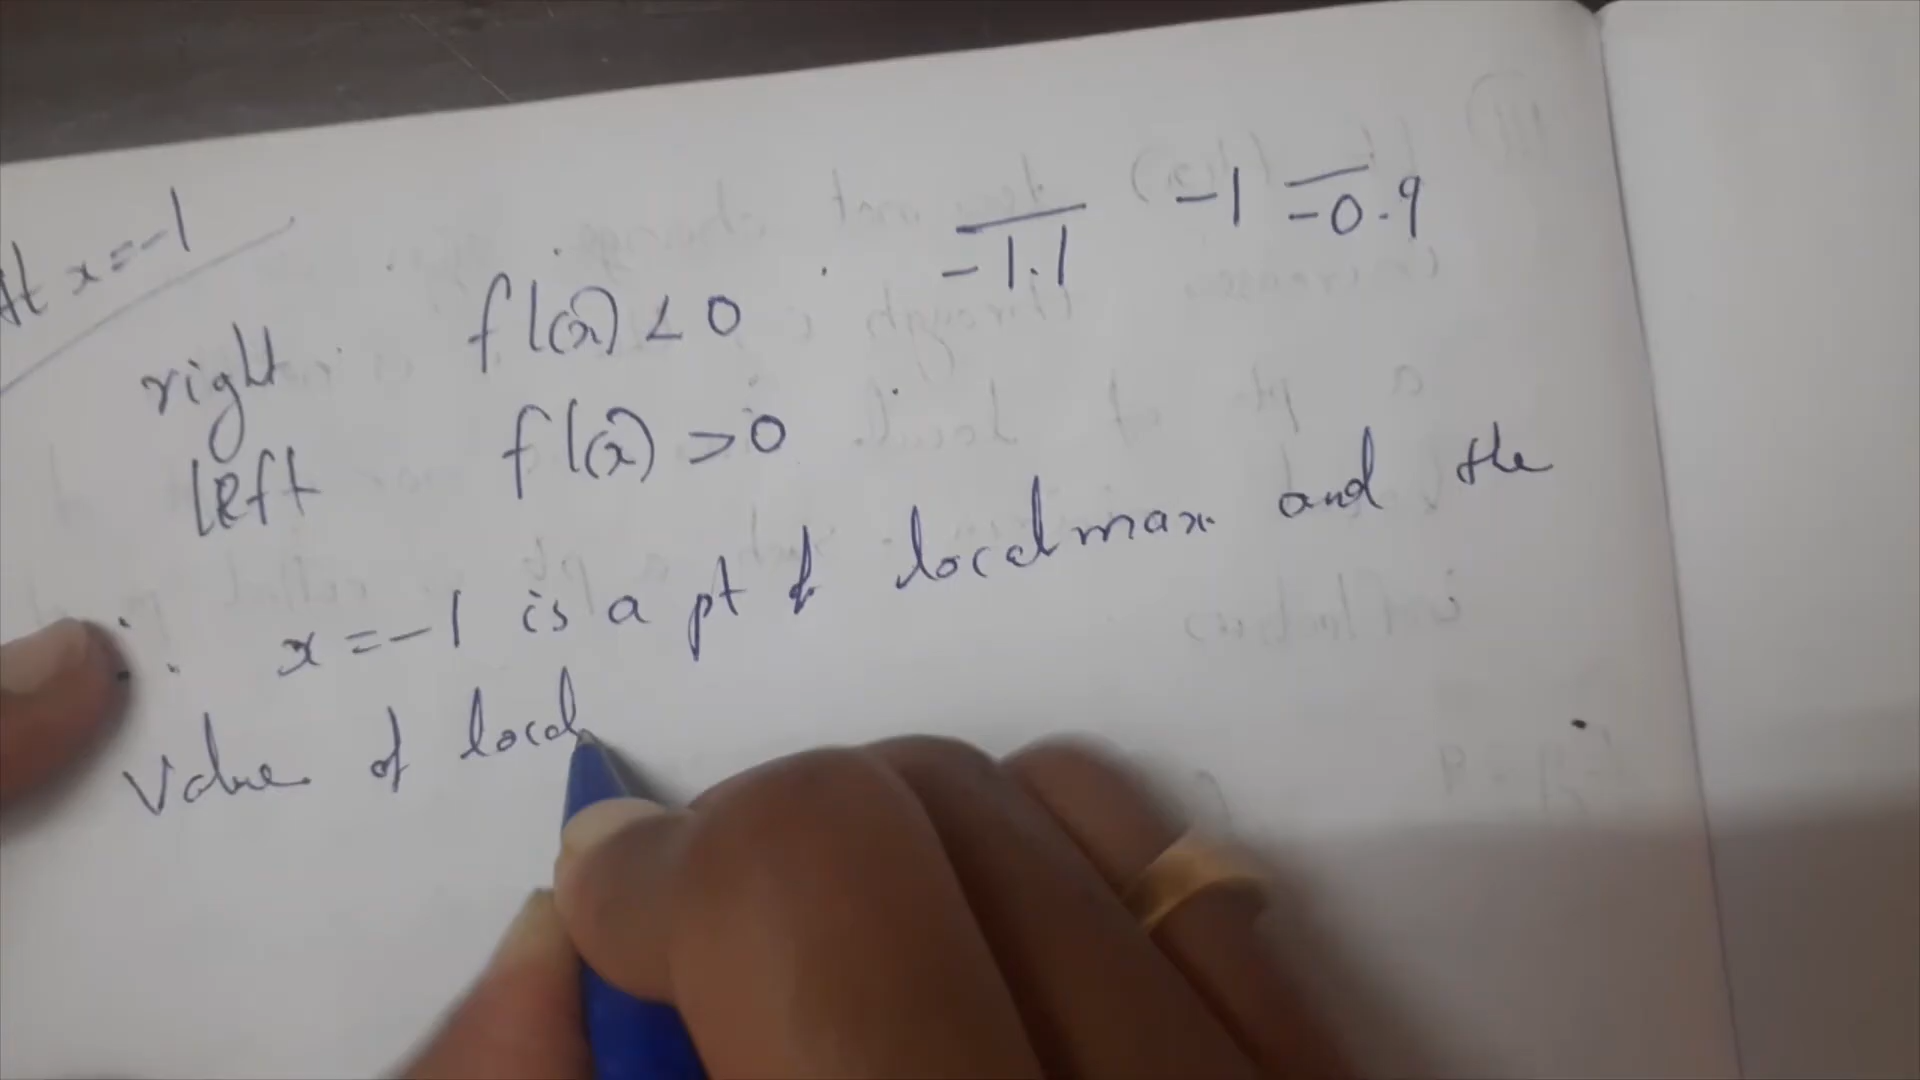 At x=-1
-1.1 -1 -0.9
right f'(x) < 0
left f'(x) > 0
∴ x=-1 is a pt of local max and the
value of local